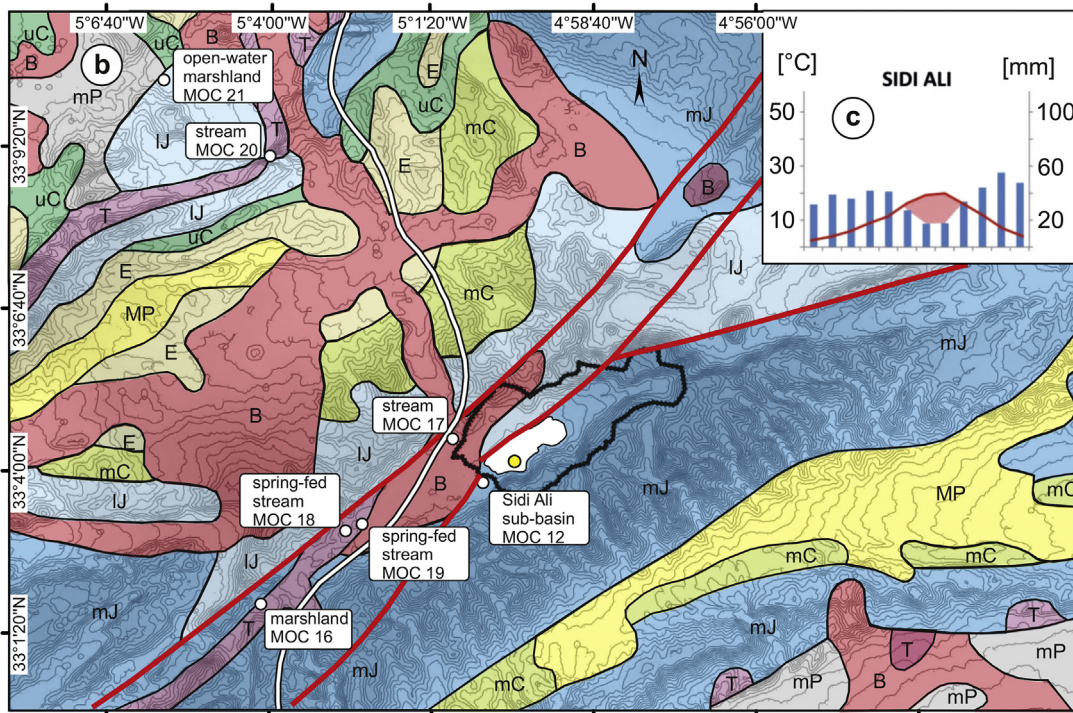 5°6'40"W
5°4'00"W
5°1'20"W
4°58'40"W
4°56'00"W
33°9'20"N
33°6'40"N
33°4'00"N
33°1'20"N
b
N
uC
B
uC
B
T
E
uC
mP
open-water
marshland
MOC 21
mJ
mC
T
lJ
stream
MOC 20
B
E
B
uC
T
lJ
uC
E
lJ
mC
MP
E
mJ
B
stream
MOC 17
E
mC
lJ
lJ
B
mJ
MP
mC
spring-fed
stream
MOC 18
Sidi Ali
sub-basin
MOC 12
spring-fed
stream
MOC 19
lJ
mC
mC
mJ
marshland
MOC 16
T
mJ
mJ
T
T
mP
mC
T
mP
B
mP
[°C]
SIDI ALI
[mm]
c
50
30
10
100
60
20